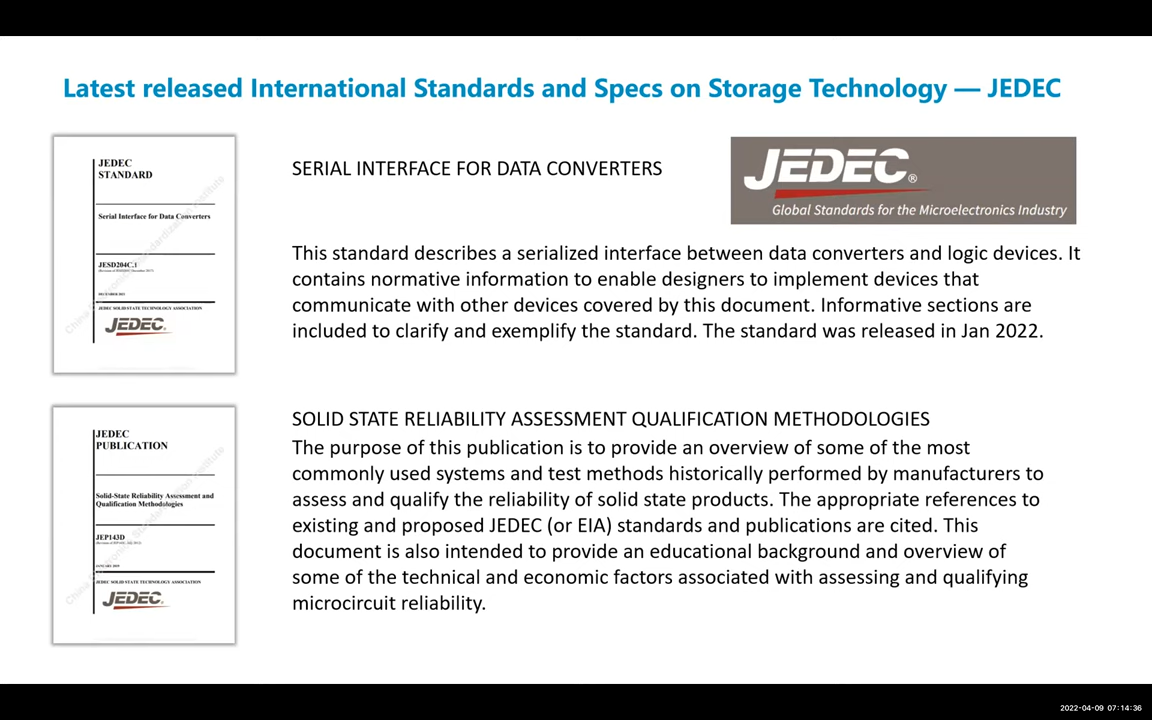 Latest released International Standards and Specs on Storage Technology — JEDEC
JEDEC
STANDARD
Serial Interface for Data Converters
JESD204C.1
DECEMBER 2021
JEDEC SOLID STATE TECHNOLOGY ASSOCIATION
JEDEC.
SERIAL INTERFACE FOR DATA CONVERTERS
JEDEC®
Global Standards for the Microelectronics Industry
This standard describes a serialized interface between data converters and logic devices. It
contains normative information to enable designers to implement devices that
communicate with other devices covered by this document. Informative sections are
included to clarify and exemplify the standard. The standard was released in Jan 2022.
JEDEC
PUBLICATION
Solid-State Reliability Assessment and
Qualification Methodologies
JEP143D
JANUARY 2019
JEDEC SOLID STATE TECHNOLOGY ASSOCIATION
JEDEC.
SOLID STATE RELIABILITY ASSESSMENT QUALIFICATION METHODOLOGIES
The purpose of this publication is to provide an overview of some of the most
commonly used systems and test methods historically performed by manufacturers to
assess and qualify the reliability of solid state products. The appropriate references to
existing and proposed JEDEC (or EIA) standards and publications are cited. This
document is also intended to provide an educational background and overview of
some of the technical and economic factors associated with assessing and qualifying
microcircuit reliability.
2022-04-09 07:14:36